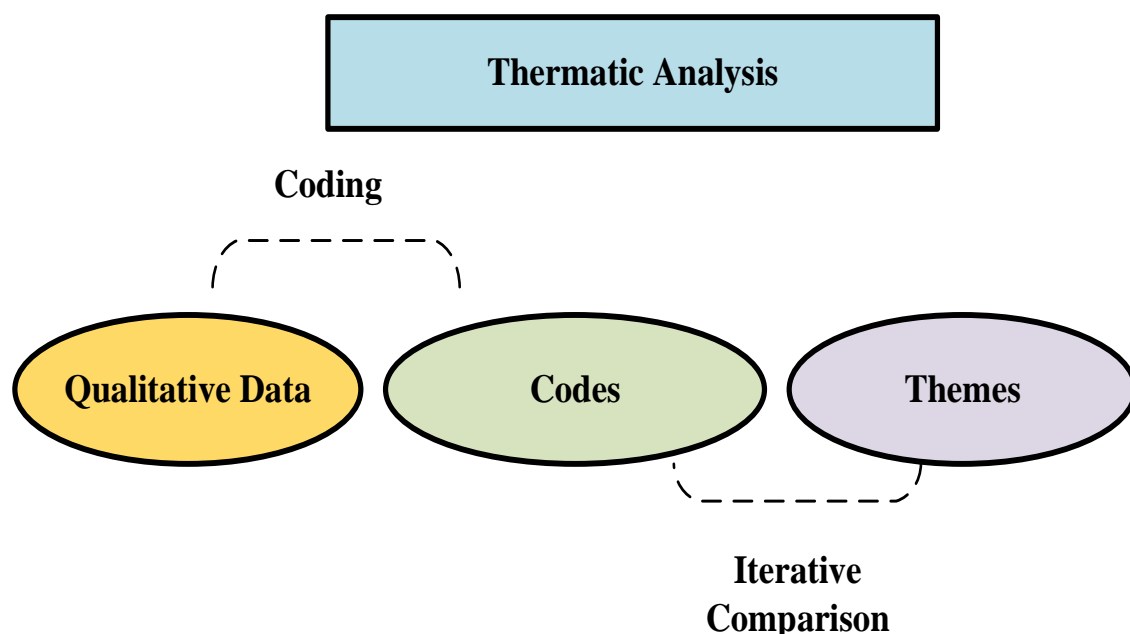 Thermatic Analysis
Coding
Qualitative Data
Codes
Themes
Iterative
Comparison